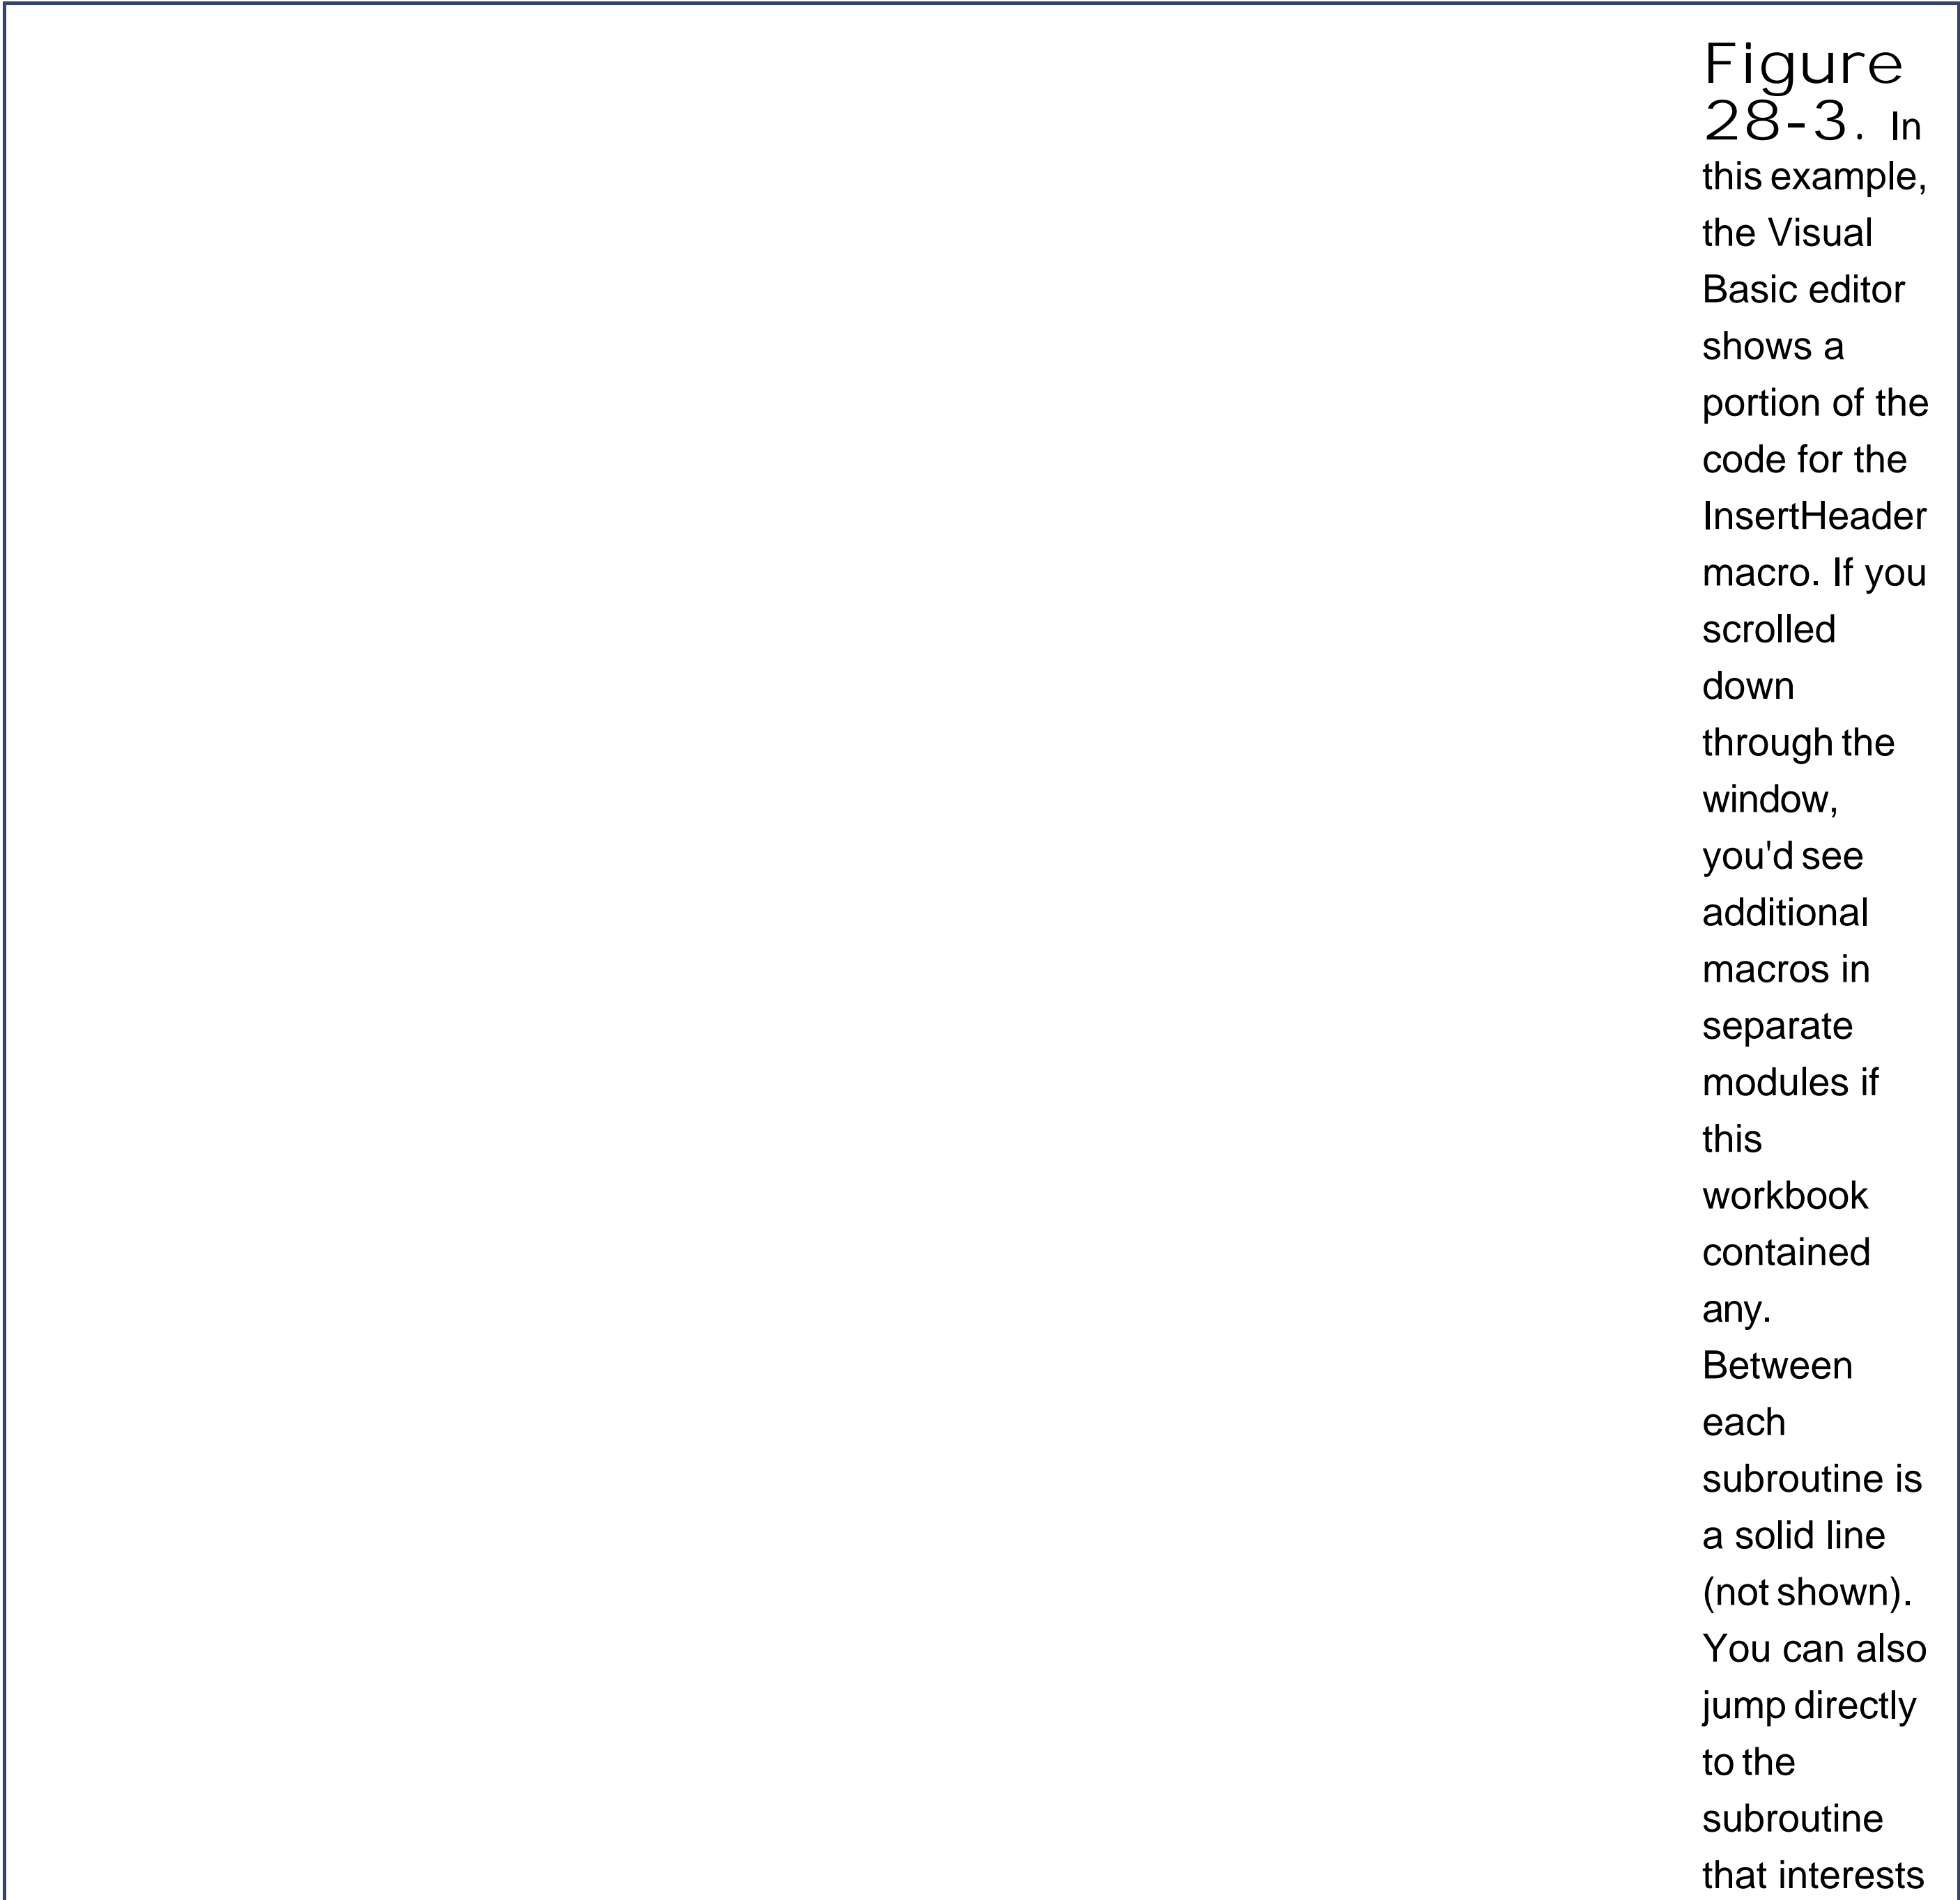 Figure
28-3. In
this example,
the Visual
Basic editor
shows a
portion of the
code for the
InsertHeader
macro. If you
scrolled
down
through the
window,
you'd see
additional
macros in
separate
modules if
this
workbook
contained
any.
Between
each
subroutine is
a solid line
(not shown).
You can also
jump directly
to the
subroutine
that interests